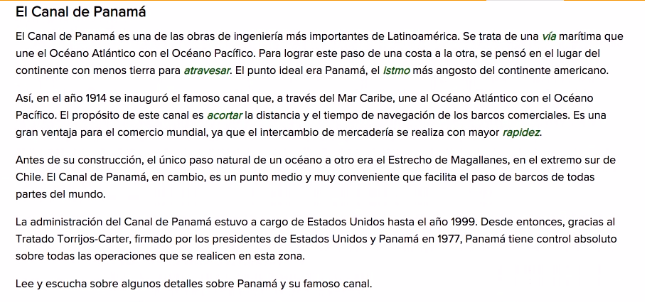 El Canal de Panamá
El Canal de Panamá es una de las obras de ingeniería más importantes de Latinoamérica. Se trata de una vía marítima que
une el Océano Atlántico con el Océano Pacífico. Para lograr este paso de una costa a la otra, se pensó en el lugar del
continente con menos tierra para atravesar. El punto ideal era Panamá, el istmo más angosto del continente americano.
Así, en el año 1914 se inauguró el famoso canal que, a través del Mar Caribe, une al Océano Atlántico con el Océano
Pacífico. El propósito de este canal es acortar la distancia y el tiempo de navegación de los barcos comerciales. Es una
gran ventaja para el comercio mundial, ya que el intercambio de mercadería se realiza con mayor rapidez.
Antes de su construcción, el único paso natural de un océano a otro era el Estrecho de Magallanes, en el extremo sur de
Chile. El Canal de Panamá, en cambio, es un punto medio y muy conveniente que facilita el paso de barcos de todas
partes del mundo.
La administración del Canal de Panamá estuvo a cargo de Estados Unidos hasta el año 1999. Desde entonces, gracias al
Tratado Torrijos-Carter, firmado por los presidentes de Estados Unidos y Panamá en 1977, Panamá tiene control absoluto
sobre todas las operaciones que se realicen en esta zona.
Lee y escucha sobre algunos detalles sobre Panamá y su famoso canal.